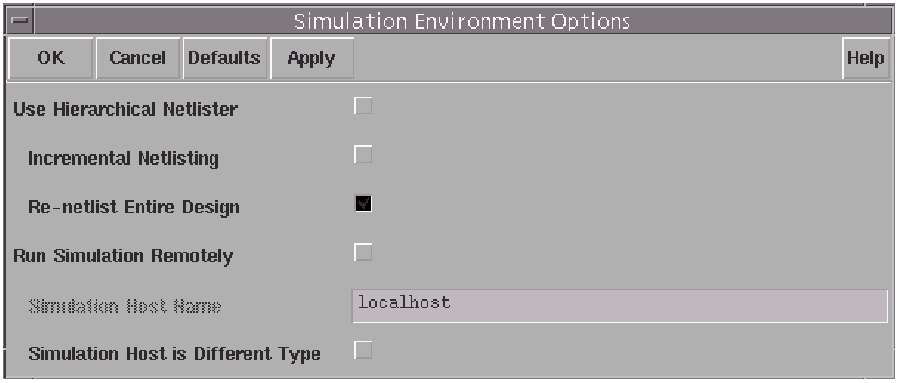 Simulation Environment Options
OK Cancel Defaults Apply Help
Use Hierarchical Netlister
Incremental Netlisting
Re-netlist Entire Design
Run Simulation Remotely
Simulation Host Name localhost
Simulation Host is Different Type